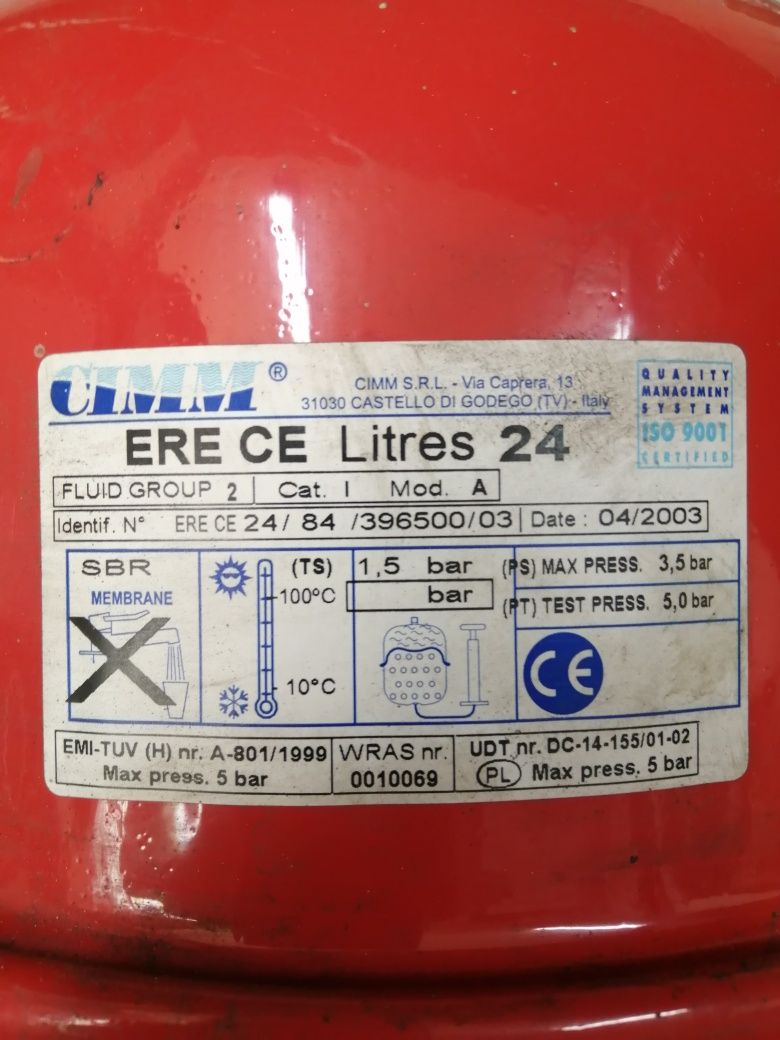 CIMM ®
CIMM S.R.L. - Via Caprera, 13
31030 CASTELLO DI GODEGO (TV) - Italy
QUALITY
MANAGEMENT
SYSTEM
ISO 9001
CERTIFIED
ERE CE Litres 24
FLUID GROUP 2 Cat. I Mod. A
Identif. N° ERE CE 24/ 84 /396500/03 Date : 04/2003
SBR
MEMBRANE
(TS)
100°C
10°C
1,5 bar
bar
(PS) MAX PRESS. 3,5 bar
(PT) TEST PRESS. 5,0 bar
CE
EMI-TUV (H) nr. A-801/1999
Max press. 5 bar
WRAS nr.
0010069
UDT nr. DC-14-155/01-02
PL Max press. 5 bar